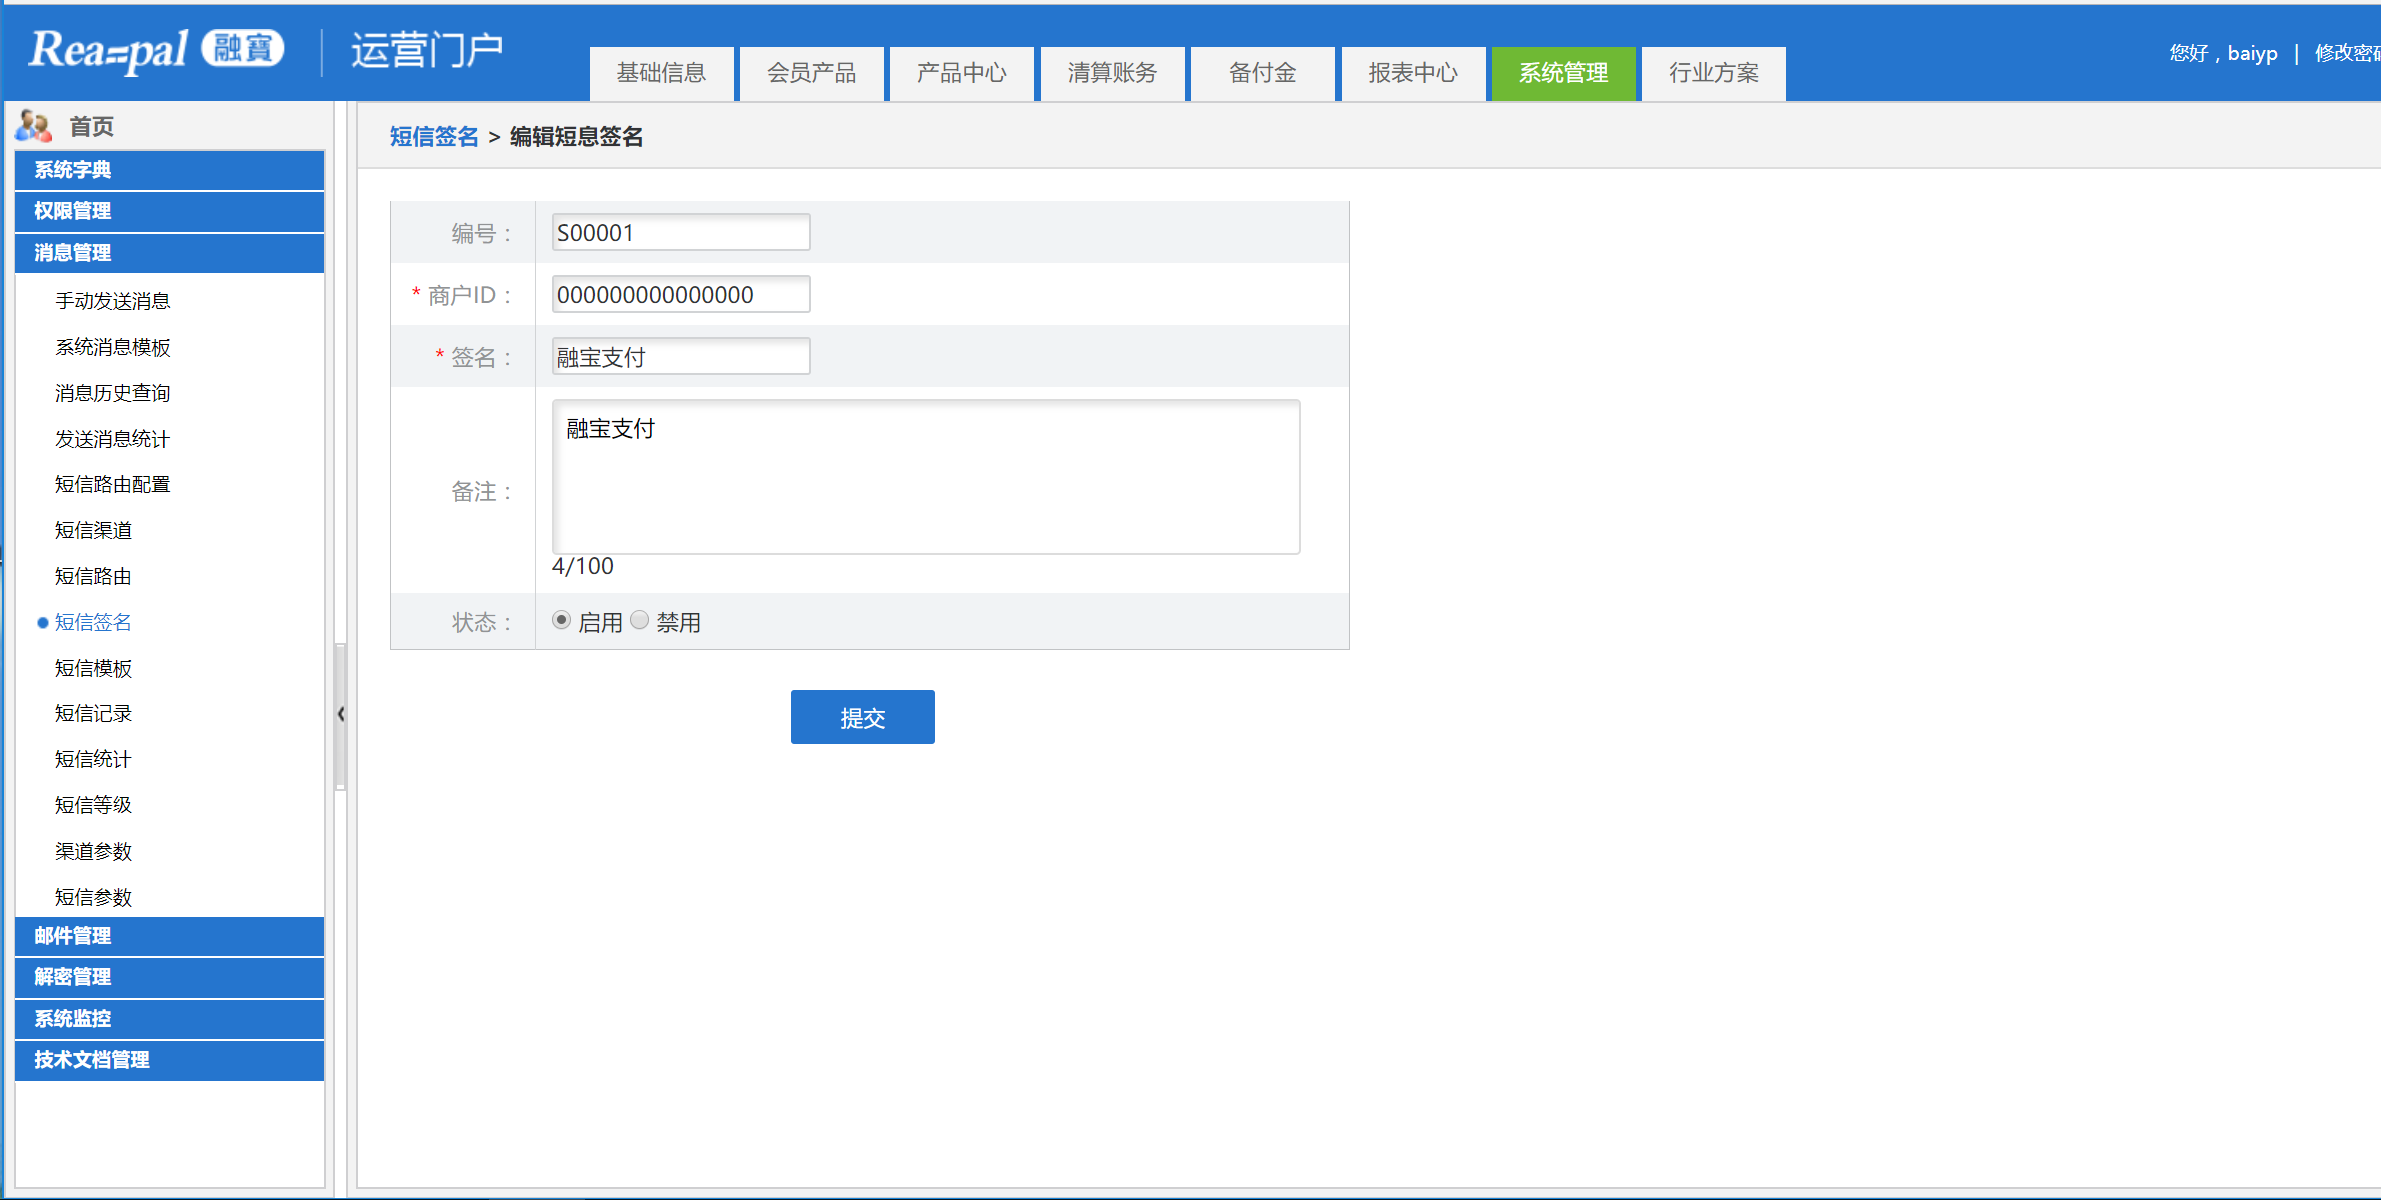 Reapal 融寶 运营门户
基础信息 会员产品 产品中心 清算账务 备付金 报表中心 系统管理 行业方案
您好，baiyp | 修改密
首页
系统字典
权限管理
消息管理
手动发送消息
系统消息模板
消息历史查询
发送消息统计
短信路由配置
短信渠道
短信路由
短信签名
短信模板
短信记录
短信统计
短信等级
渠道参数
短信参数
邮件管理
解密管理
系统监控
技术文档管理
短信签名 > 编辑短息签名
编号： S00001
* 商户ID： 000000000000000
* 签名： 融宝支付
备注： 融宝支付
4/100
状态： 启用 禁用
提交